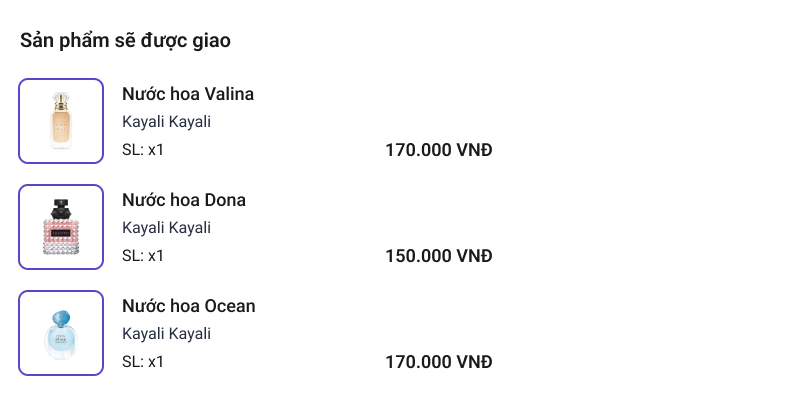 Sản phẩm sẽ được giao
Nước hoa Valina
Kayali Kayali
SL: x1
170.000 VNĐ
Nước hoa Dona
Kayali Kayali
SL: x1
150.000 VNĐ
Nước hoa Ocean
Kayali Kayali
SL: x1
170.000 VNĐ